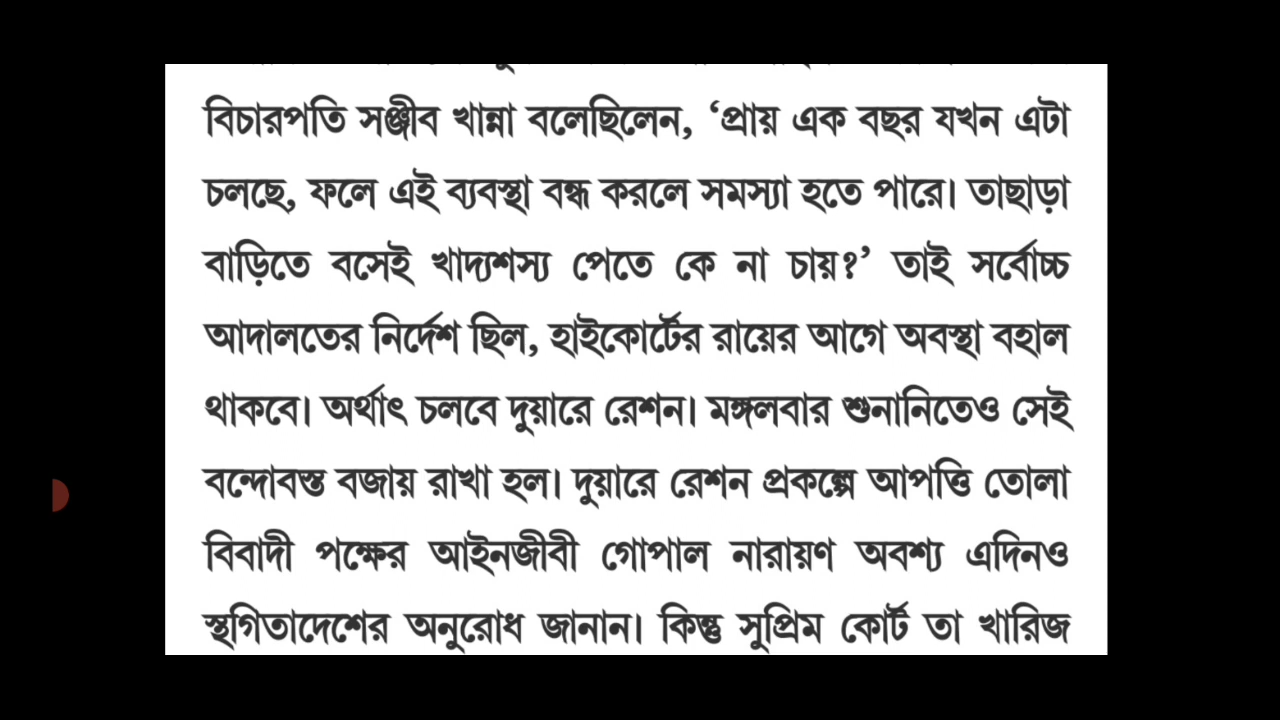 বিচারপতি সঞ্জীব খান্না বলেছিলেন, ‘প্রায় এক বছর যখন এটা
চলছে, ফলে এই ব্যবস্থা বন্ধ করলে সমস্যা হতে পারে। তাছাড়া
বাড়িতে বসেই খাদ্যশস্য পেতে কে না চায়?’ তাই সর্বোচ্চ
আদালতের নির্দেশ ছিল, হাইকোর্টের রায়ের আগে অবস্থা বহাল
থাকবে। অর্থাৎ চলবে দুয়ারে রেশন। মঙ্গলবার শুনানিতেও সেই
বন্দোবস্ত বজায় রাখা হল। দুয়ারে রেশন প্রকল্পে আপত্তি তোলা
বিবাদী পক্ষের আইনজীবী গোপাল নারায়ণ অবশ্য এদিনও
স্থগিতাদেশের অনুরোধ জানান। কিন্তু সুপ্রিম কোর্ট তা খারিজ